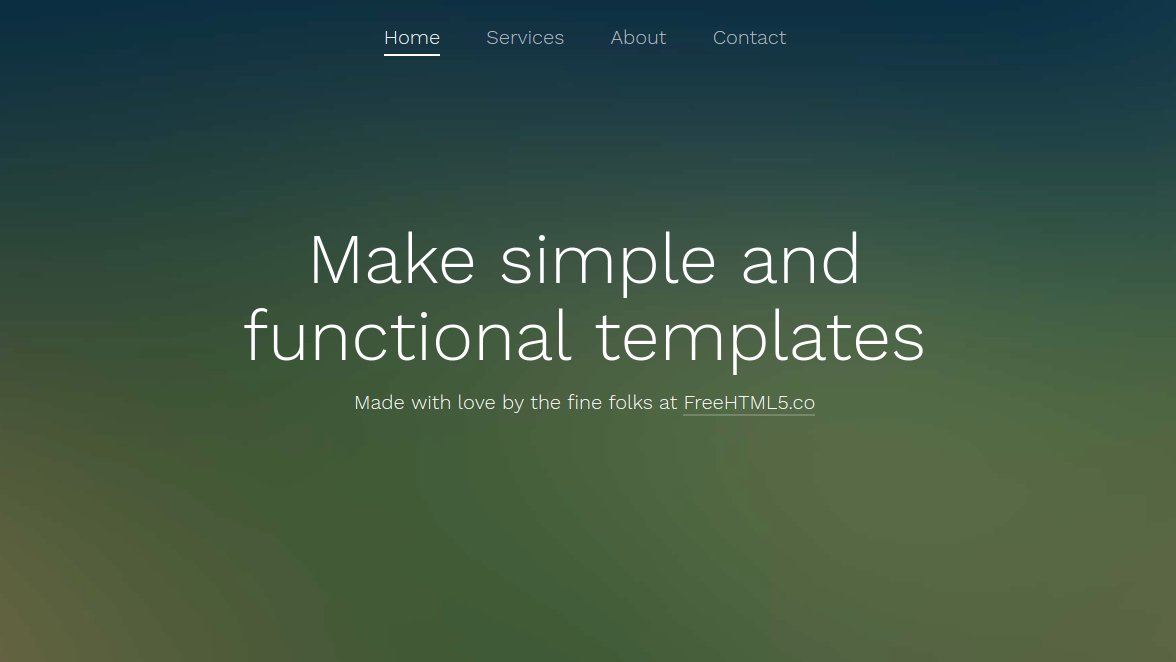 Home Services About Contact
Make simple and
functional templates
Made with love by the fine folks at FreeHTML5.co